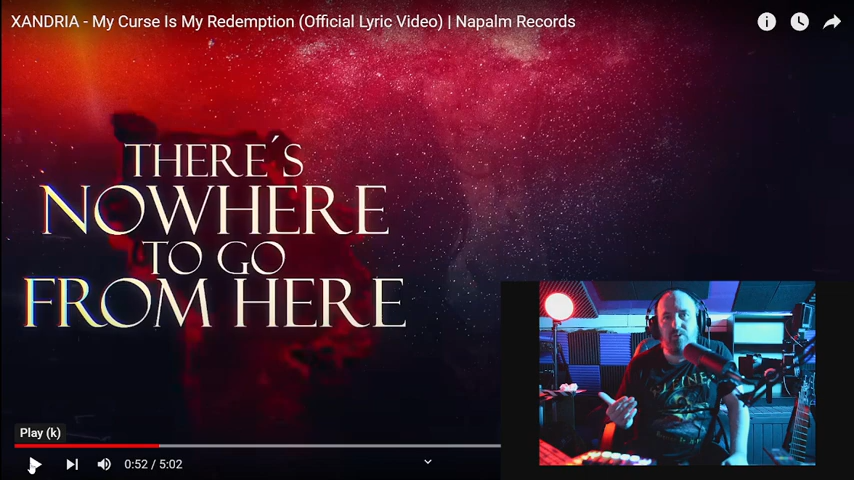 XANDRIA - My Curse Is My Redemption (Official Lyric Video) | Napalm Records
THERE´S
NOWHERE
TO GO
FROM HERE
Play (k)
0:52 / 5:02